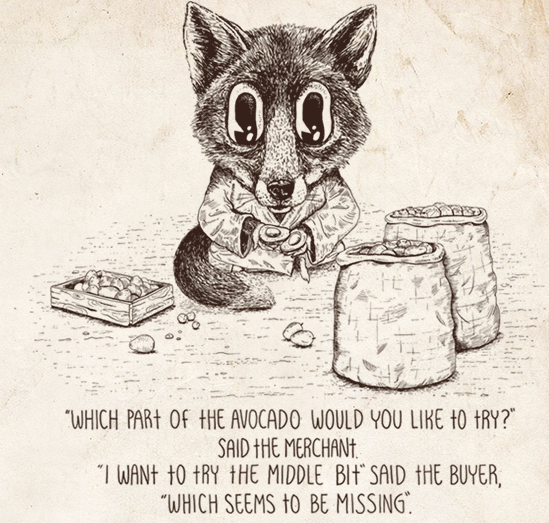 "WHICH PART OF THE AVOCADO WOULD YOU LIKE TO TRY?"
SAID THE MERCHANT.
"I WANT TO TRY THE MIDDLE BIT" SAID THE BUYER,
"WHICH SEEMS TO BE MISSING".